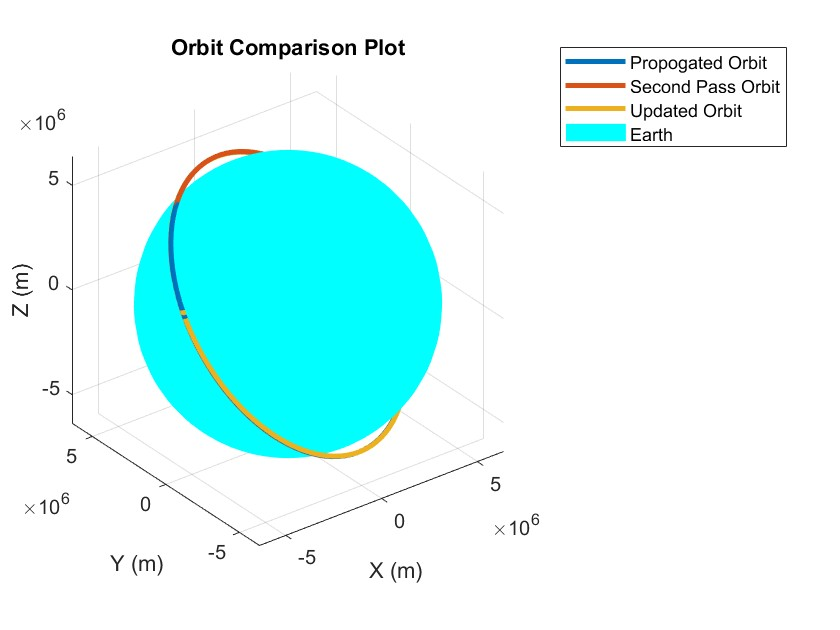 Orbit Comparison Plot
Propogated Orbit
Second Pass Orbit
Updated Orbit
Earth
×10^6
5
0
-5
Z (m)
5
0
-5
×10^6
Y (m)
-5
0
5
×10^6
X (m)